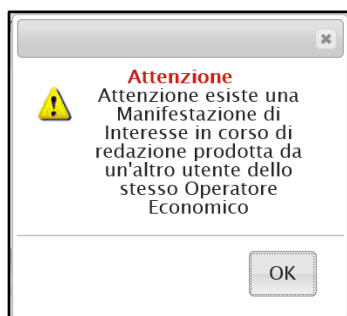 Attenzione
Attenzione esiste una
Manifestazione di
Interesse in corso di
redazione prodotta da
un'altro utente dello
stesso Operatore
Economico
OK